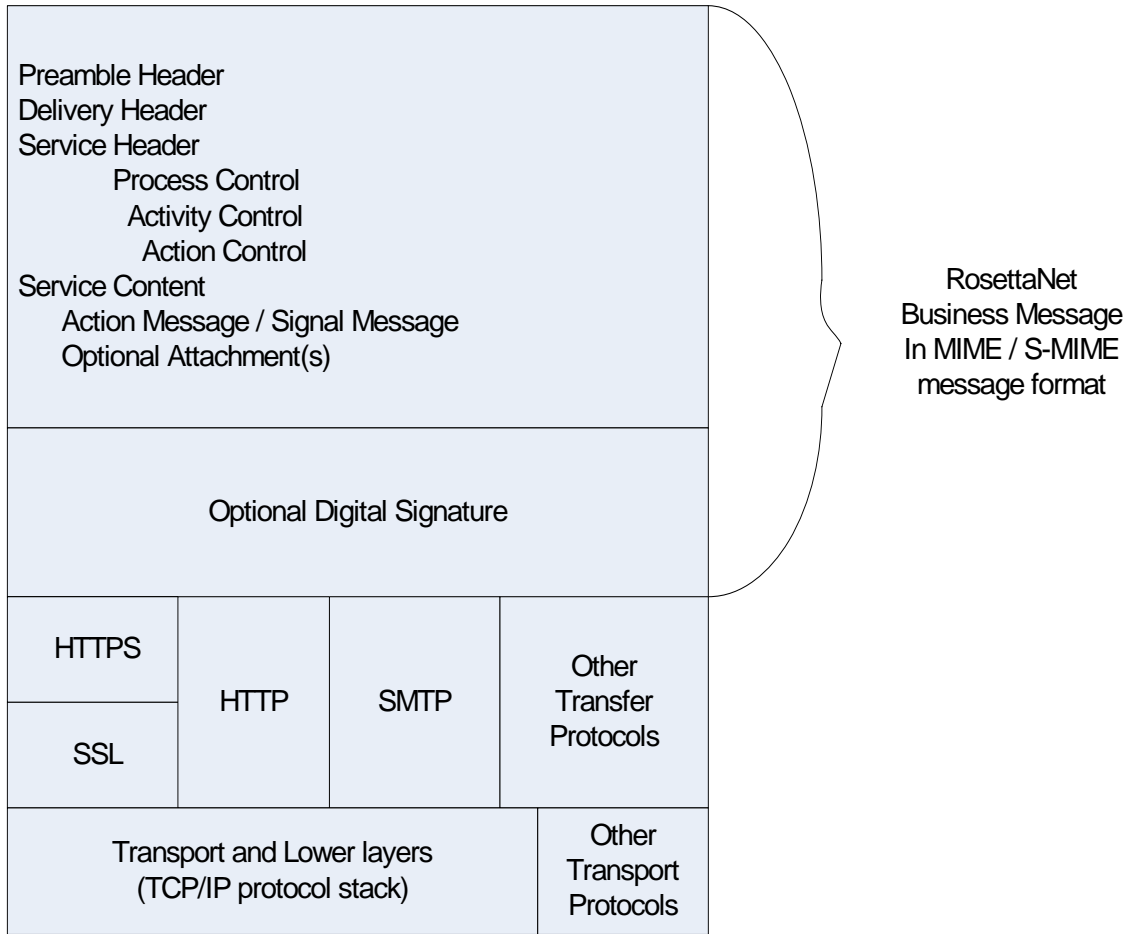 Preamble Header
Delivery Header
Service Header
Process Control
Activity Control
Action Control
Service Content
Action Message / Signal Message
Optional Attachment(s)
RosettaNet
Business Message
In MIME / S-MIME
message format
Optional Digital Signature
HTTPS
SSL
HTTP
SMTP
Other
Transfer
Protocols
Transport and Lower layers
(TCP/IP protocol stack)
Other
Transport
Protocols